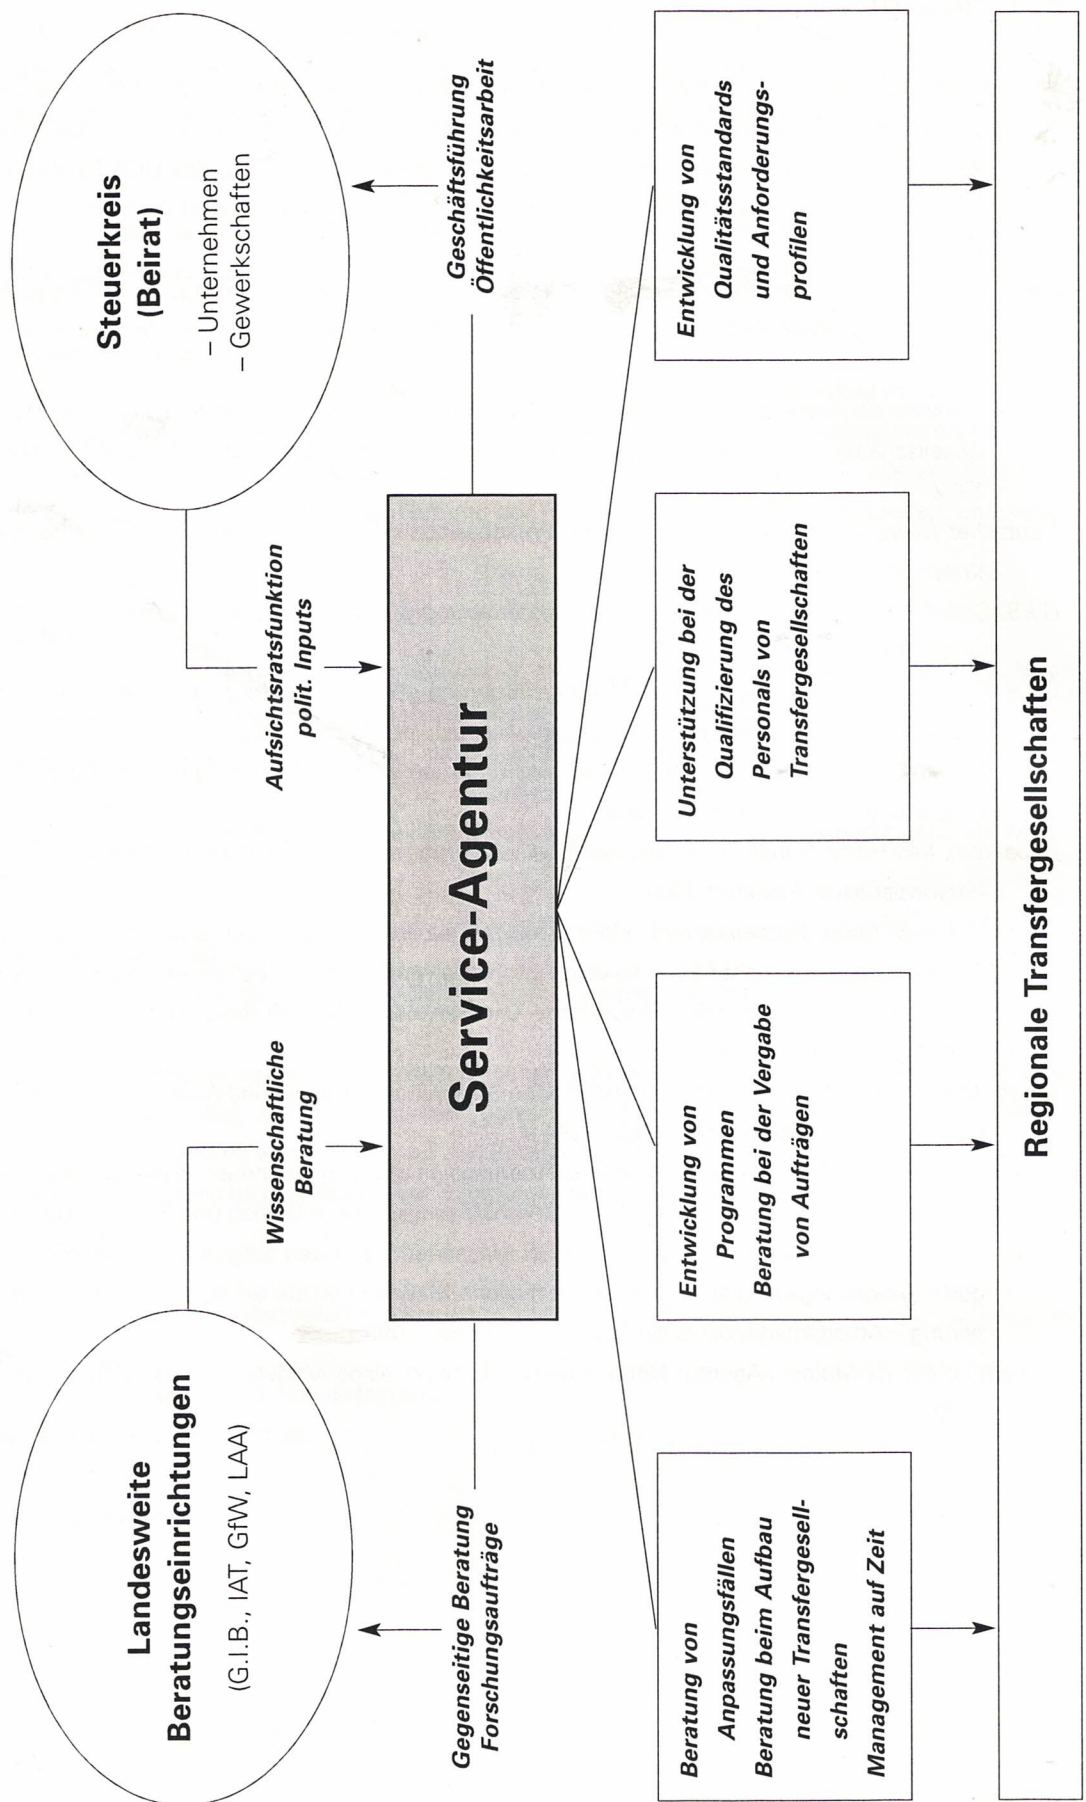 Landesweite
Beratungseinrichtungen
(G.I.B., IAT, GfW, LAA)
Steuerkreis
(Beirat)
– Unternehmen
– Gewerkschaften
Wissenschaftliche
Beratung
Aufsichtsratsfunktion
polit. Inputs
Gegenseitige Beratung
Forschungsaufträge
Service-Agentur
Geschäftsführung
Öffentlichkeitsarbeit
Beratung von
Anpassungsfällen
Beratung beim Aufbau
neuer Transfergesell-
schaften
Management auf Zeit
Entwicklung von
Programmen
Beratung bei der Vergabe
von Aufträgen
Unterstützung bei der
Qualifizierung des
Personals von
Transfergesellschaften
Entwicklung von
Qualitätsstandards
und Anforderungs-
profilen
Regionale Transfergesellschaften